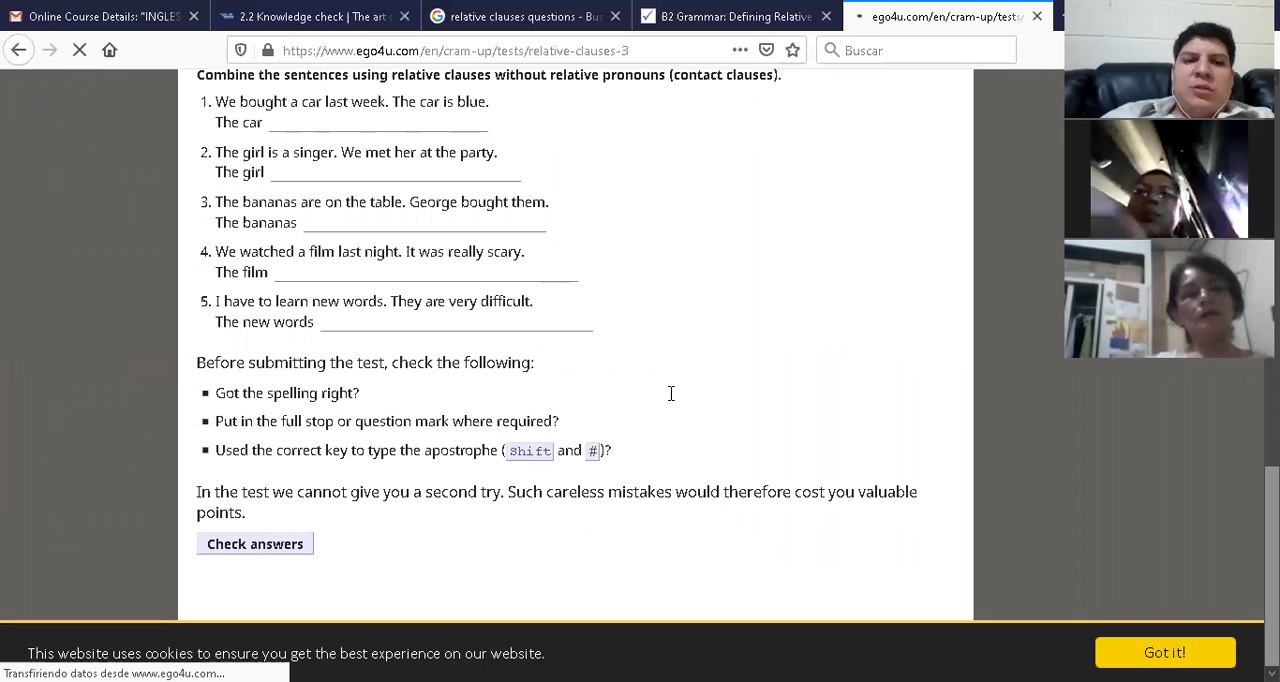 Online Course Details: "INGLES
2.2 Knowledge check | The art o
relative clauses questions - Bus
B2 Grammar: Defining Relative
ego4u.com/en/cram-up/tests/
https://www.ego4u.com/en/cram-up/tests/relative-clauses-3
Buscar
Combine the sentences using relative clauses without relative pronouns (contact clauses).
1. We bought a car last week. The car is blue.
The car
2. The girl is a singer. We met her at the party.
The girl
3. The bananas are on the table. George bought them.
The bananas
4. We watched a film last night. It was really scary.
The film
5. I have to learn new words. They are very difficult.
The new words
Before submitting the test, check the following:
Got the spelling right?
Put in the full stop or question mark where required?
Used the correct key to type the apostrophe (Shift and #)?
In the test we cannot give you a second try. Such careless mistakes would therefore cost you valuable
points.
Check answers
This website uses cookies to ensure you get the best experience on our website.
Got it!
Transfiriendo datos desde www.ego4u.com...